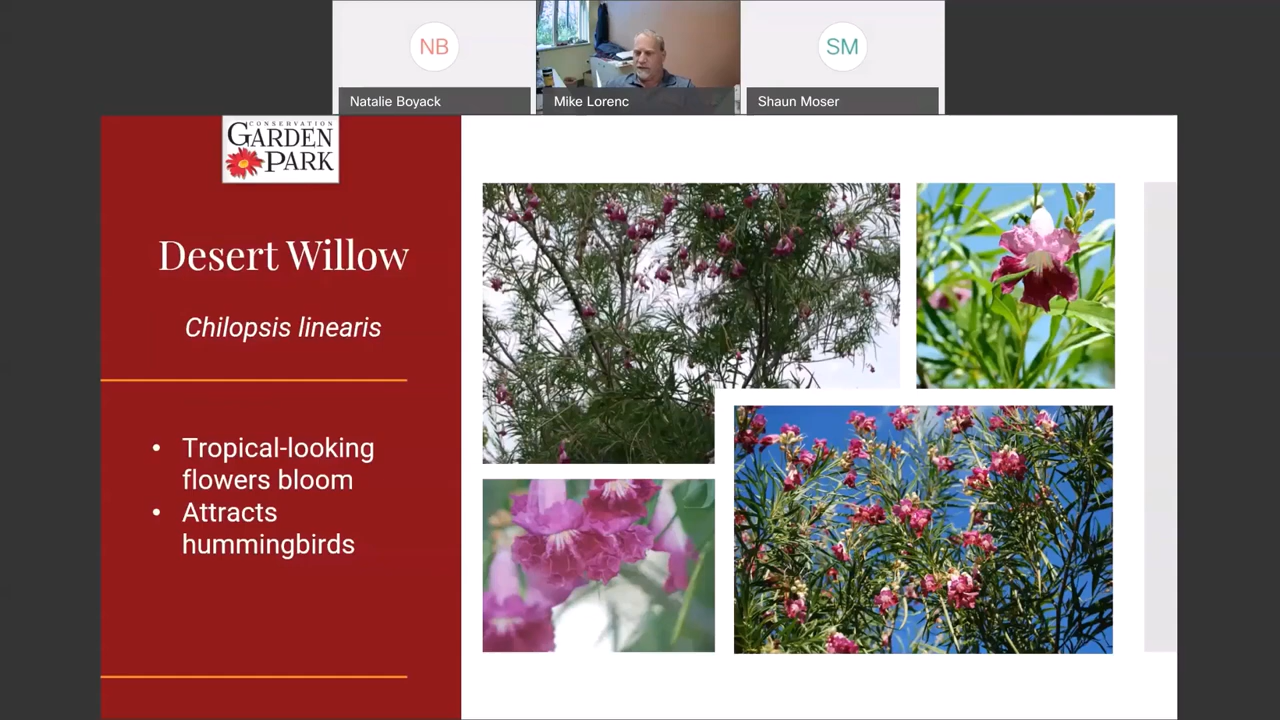 NB
SM
Natalie Boyack
Mike Lorenc
Shaun Moser
CONSERVATION
GARDEN
PARK
Desert Willow
Chilopsis linearis
• Tropical-looking
flowers bloom
• Attracts
hummingbirds